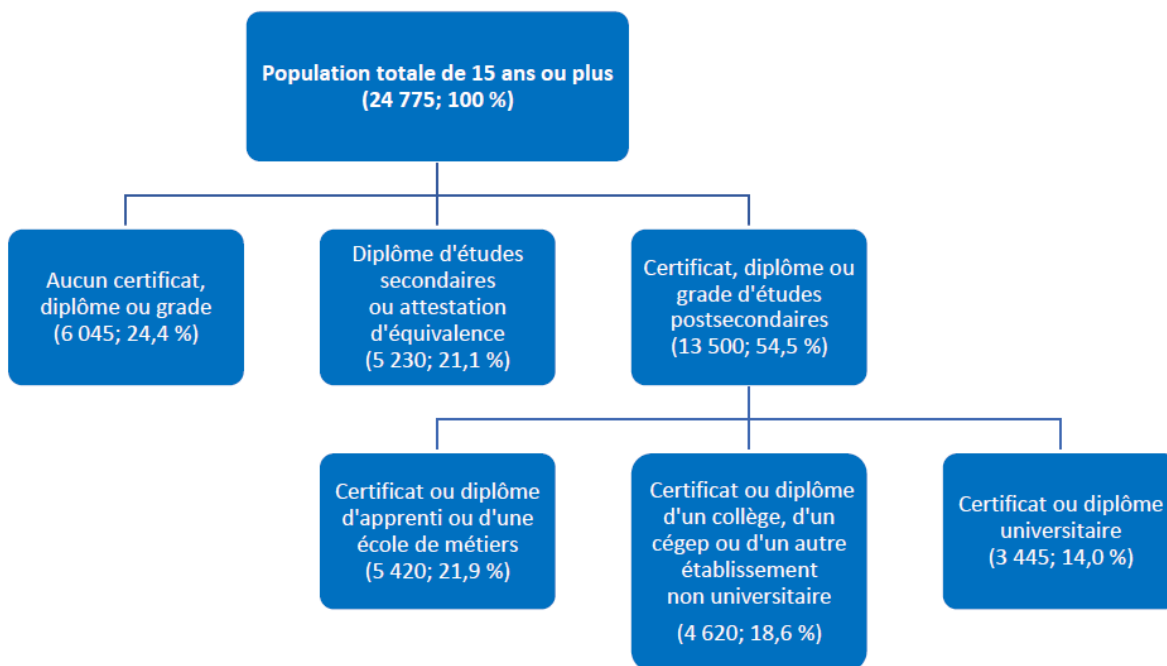 Population totale de 15 ans ou plus
(24 775; 100 %)
Aucun certificat,
diplôme ou grade
(6 045; 24,4 %)
Diplôme d'études
secondaires
ou attestation
d'équivalence
(5 230; 21,1 %)
Certificat, diplôme ou
grade d'études
postsecondaires
(13 500; 54,5 %)
Certificat ou diplôme
d'apprenti ou d'une
école de métiers
(5 420; 21,9 %)
Certificat ou diplôme
d'un collège, d'un
cégep ou d'un autre
établissement
non universitaire
(4 620; 18,6 %)
Certificat ou diplôme
universitaire
(3 445; 14,0 %)